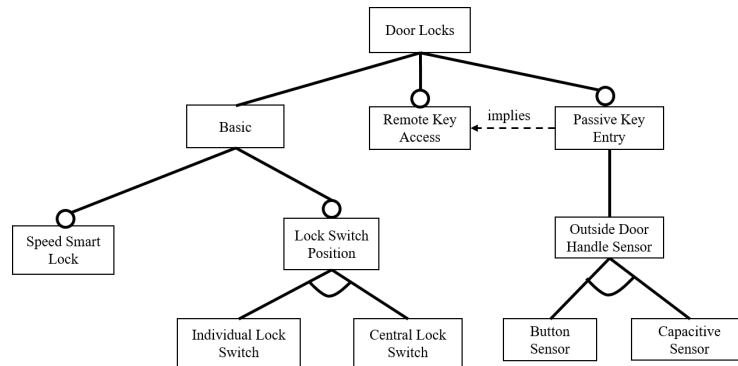 Door Locks
Basic
Remote Key
Access
implies
Passive Key
Entry
Speed Smart
Lock
Lock Switch
Position
Outside Door
Handle Sensor
Individual Lock
Switch
Central Lock
Switch
Button
Sensor
Capacitive
Sensor